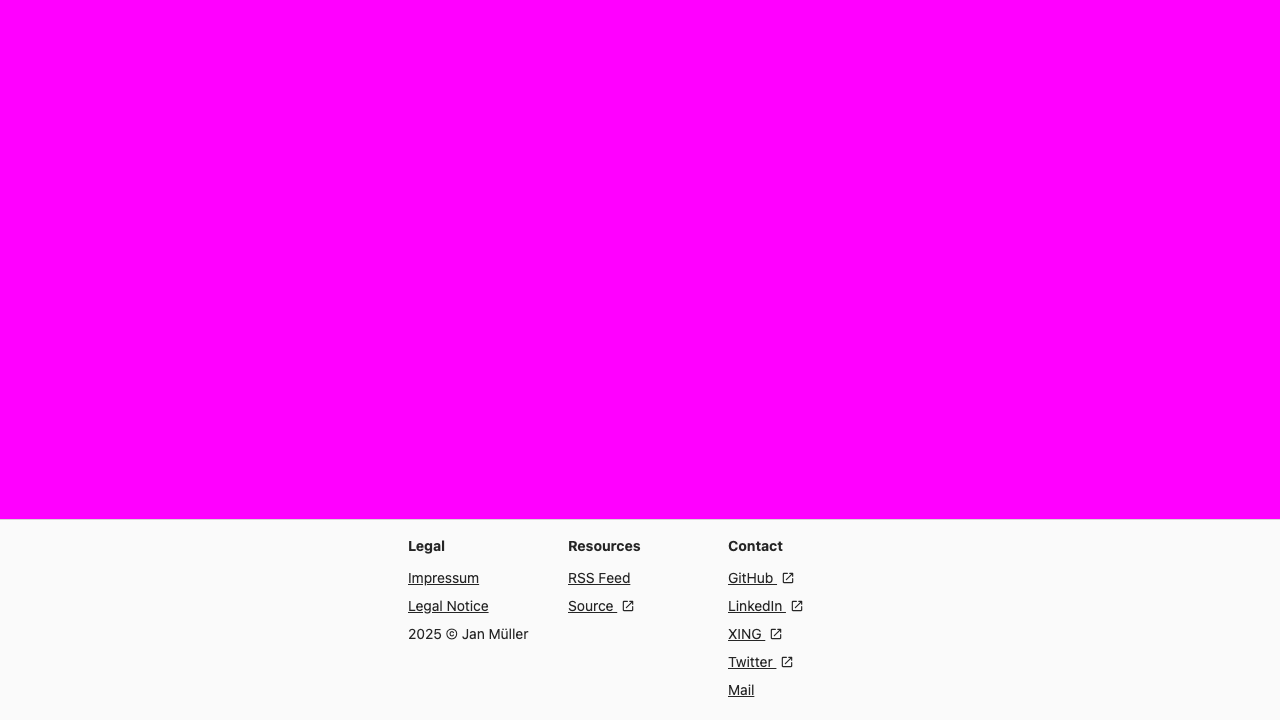 Legal
Impressum
Legal Notice
2025 © Jan Müller
Resources
RSS Feed
Source
Contact
GitHub
LinkedIn
XING
Twitter
Mail